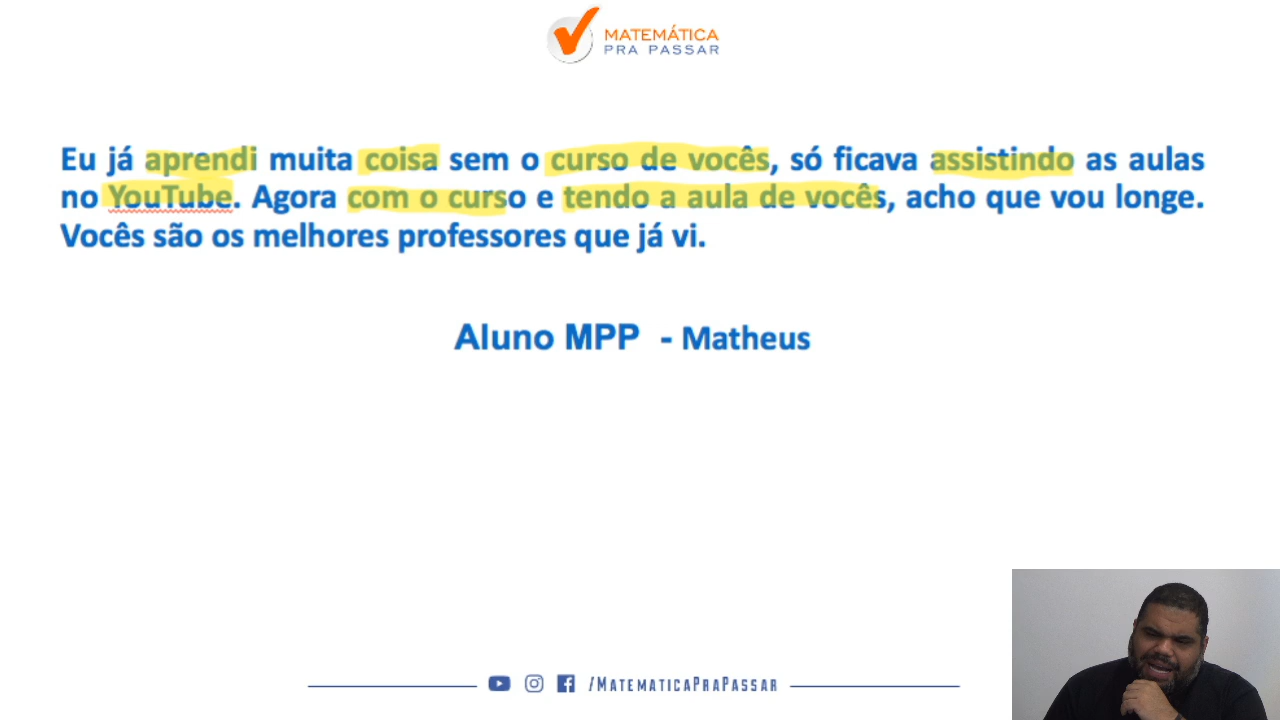 MATEMÁTICA
PRA PASSAR
Eu já aprendi muita coisa sem o curso de vocês, só ficava assistindo as aulas
no YouTube. Agora com o curso e tendo a aula de vocês, acho que vou longe.
Vocês são os melhores professores que já vi.
Aluno MPP - Matheus
/MATEMATICAPRAPASSAR